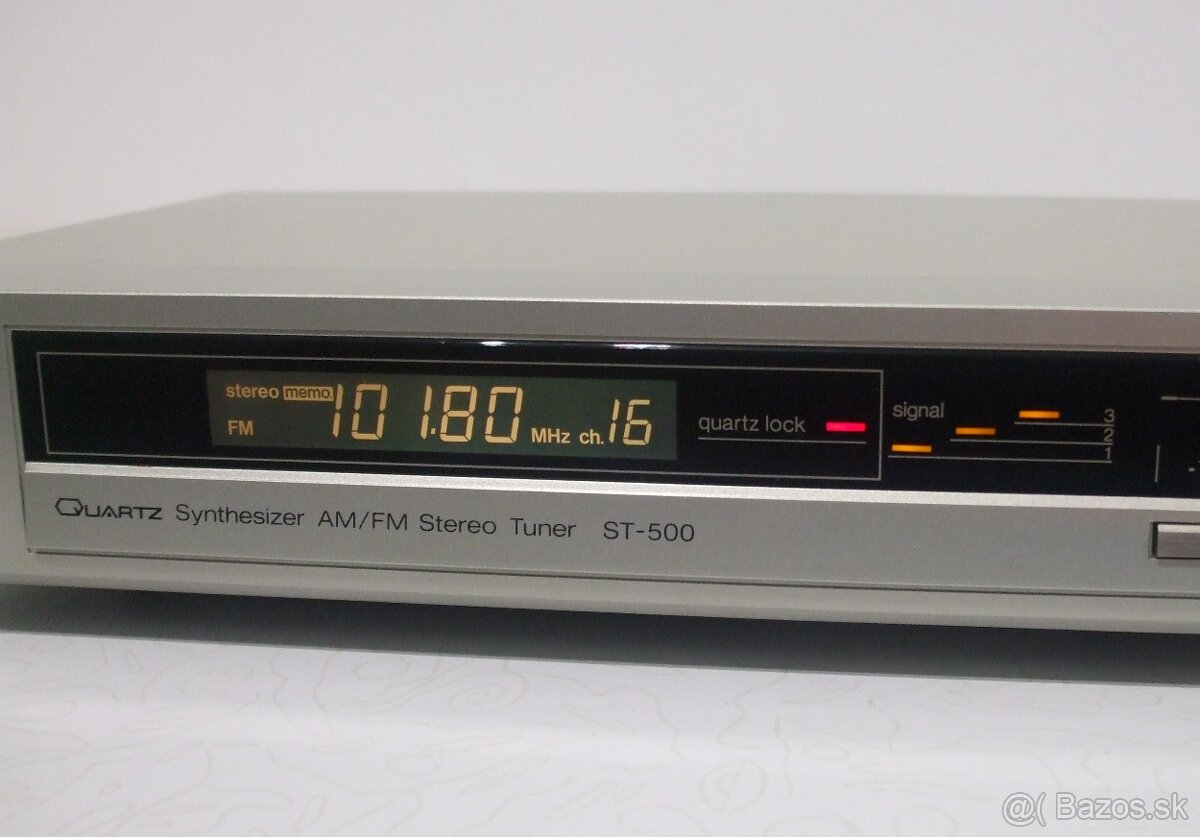 stereo memo.
FM 101.80 MHz ch. 16
quartz lock
signal
3
2
1
QUARTZ Synthesizer AM/FM Stereo Tuner ST-500
@( Bazos.sk